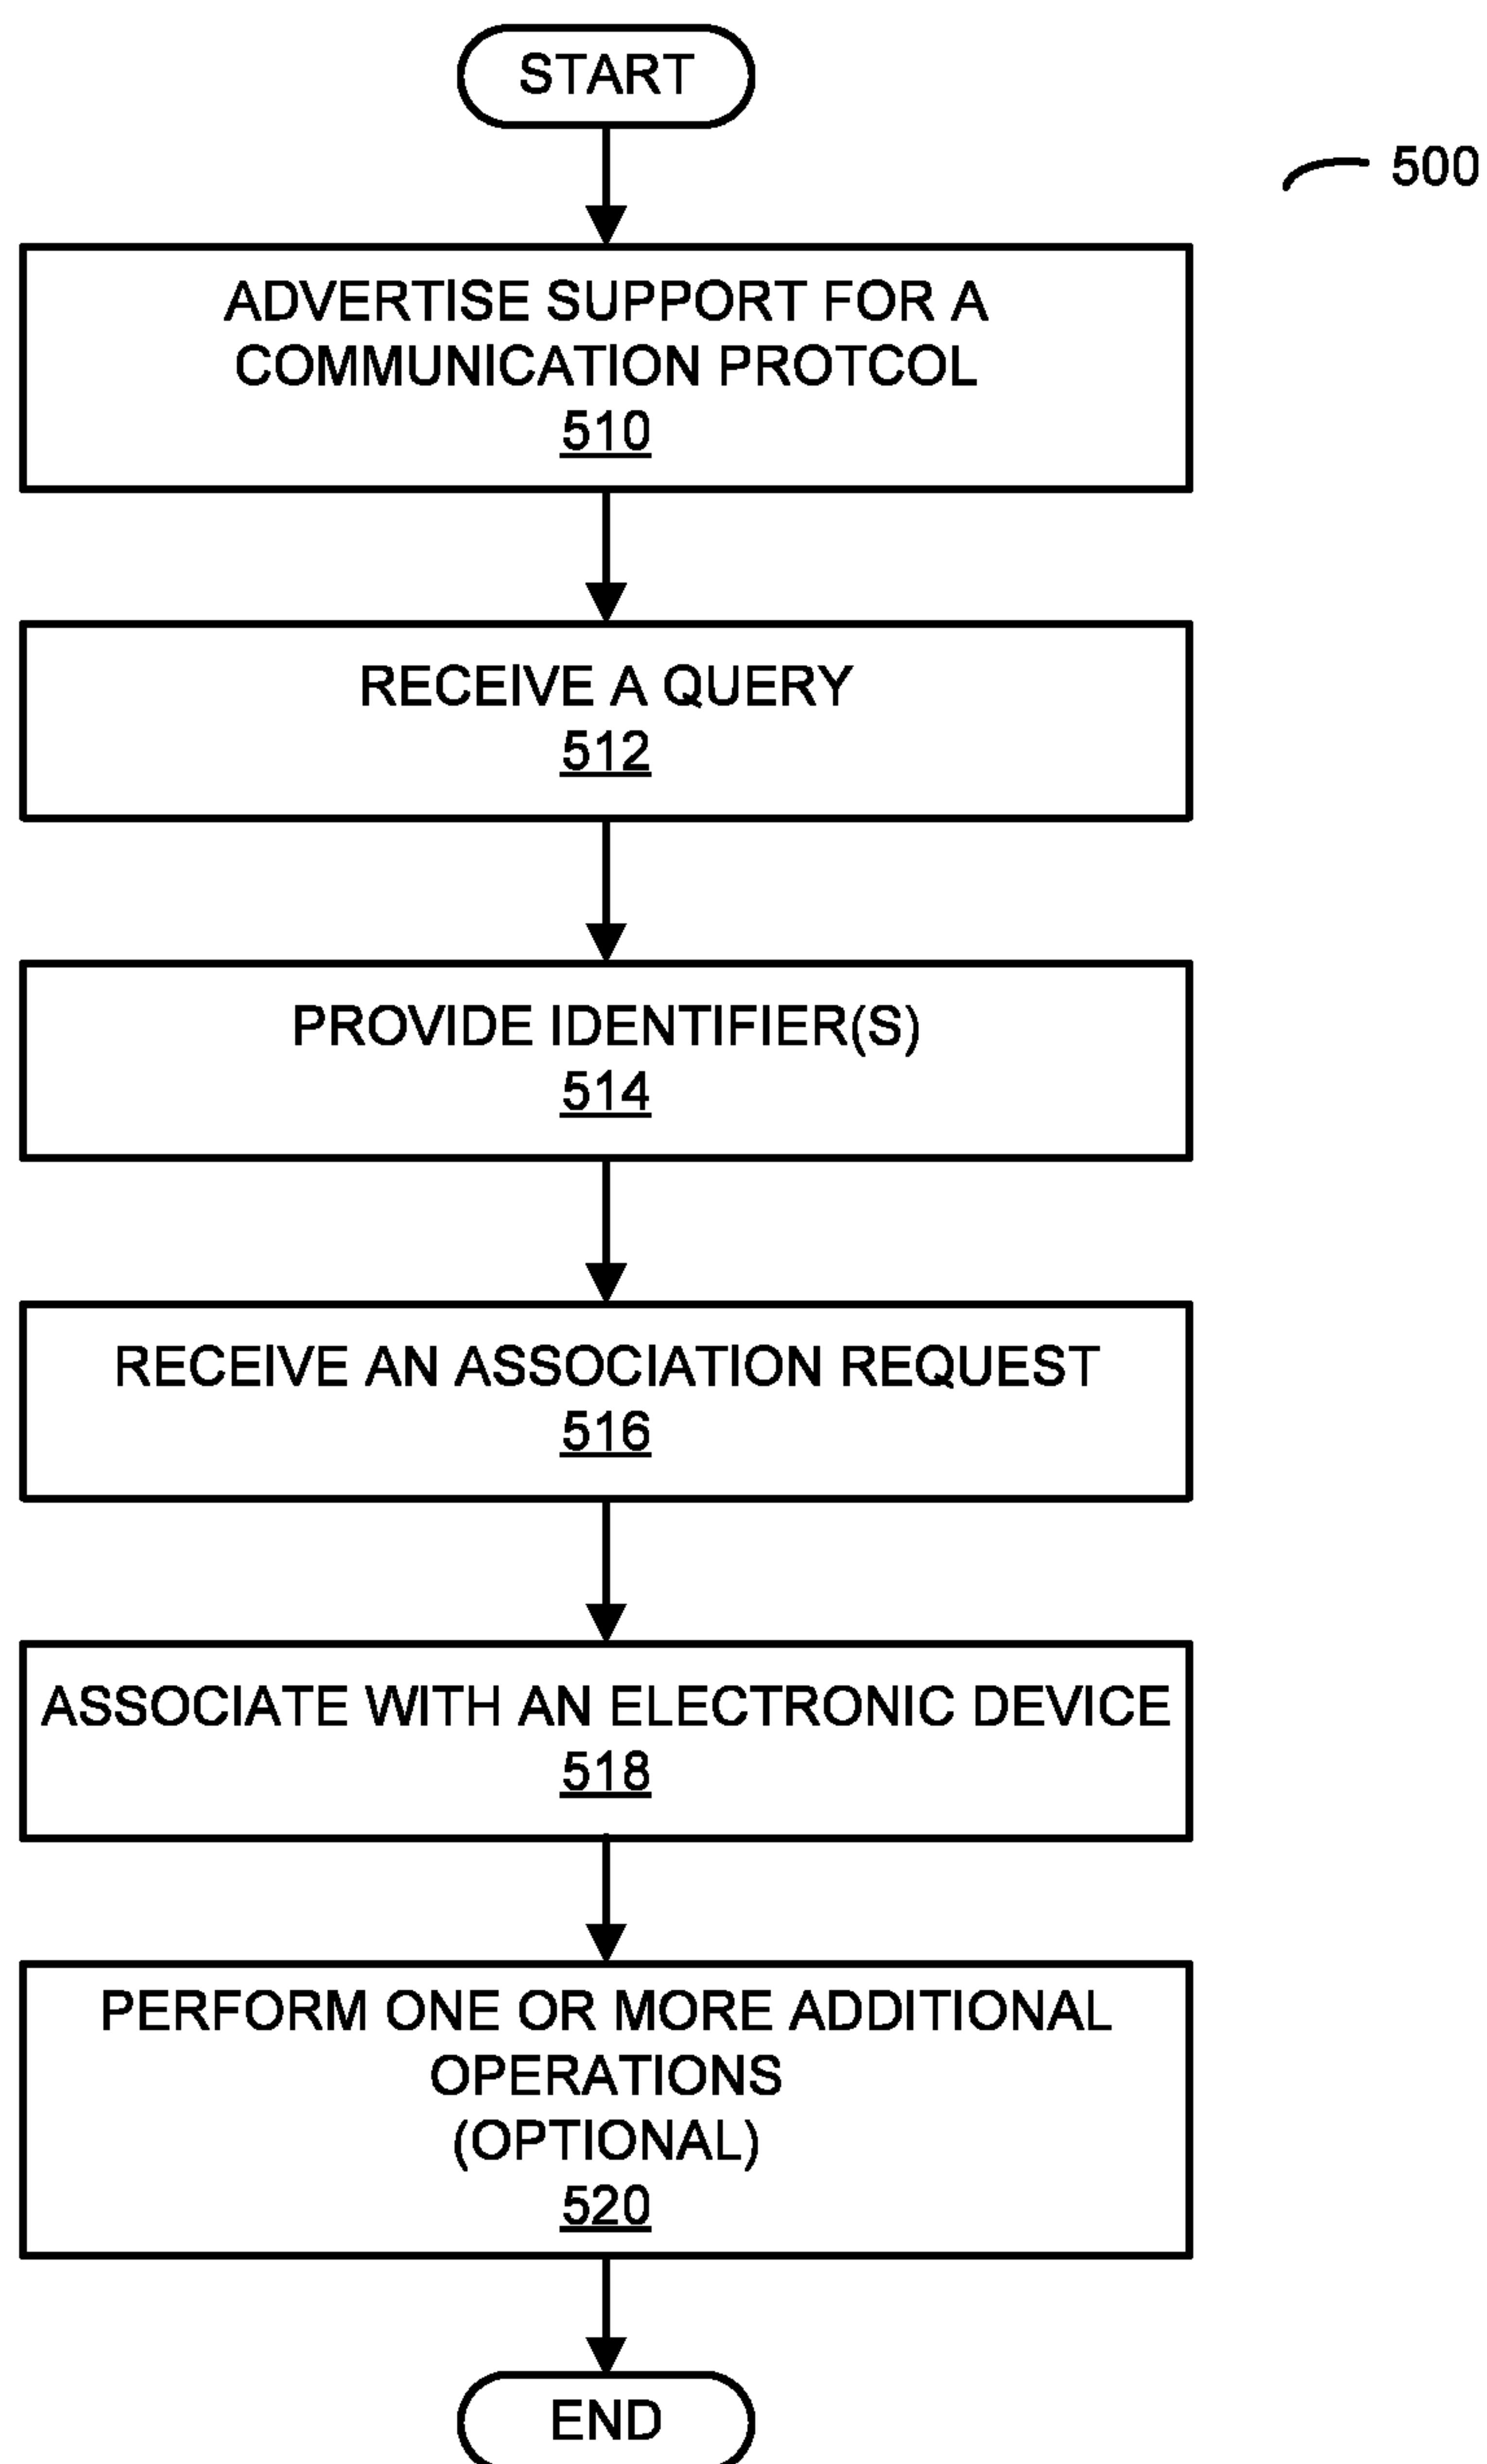 START
500
ADVERTISE SUPPORT FOR A
COMMUNICATION PROTCOL
510
RECEIVE A QUERY
512
PROVIDE IDENTIFIER(S)
514
RECEIVE AN ASSOCIATION REQUEST
516
ASSOCIATE WITH AN ELECTRONIC DEVICE
518
PERFORM ONE OR MORE ADDITIONAL
OPERATIONS
(OPTIONAL)
520
END